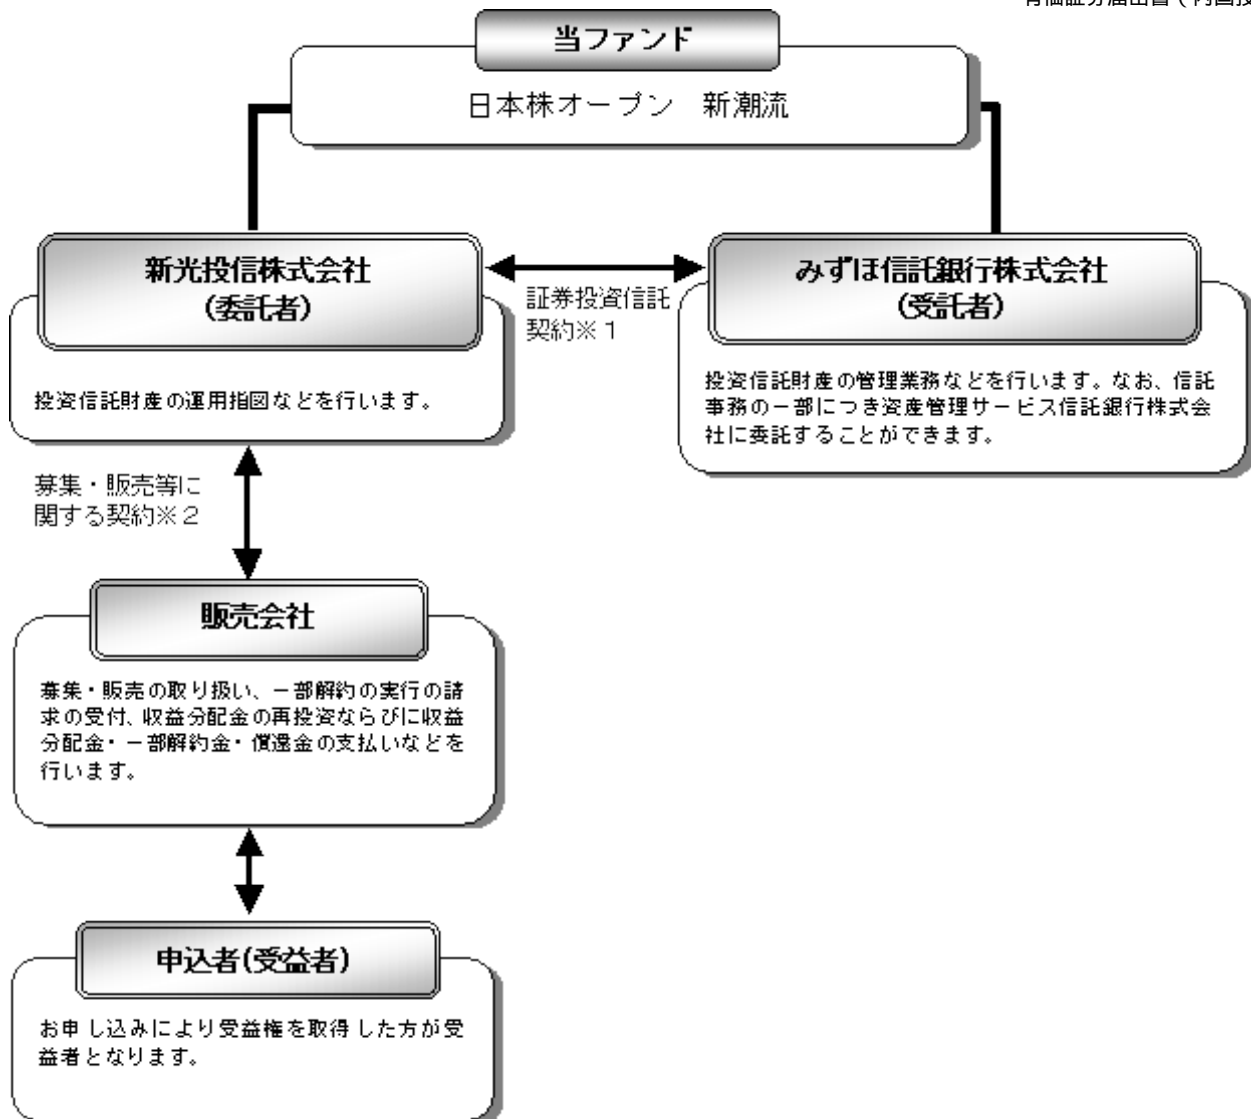 当ファンド
日本株オープン 新潮流
新光投信株式会社
(委託者)
投資信託財産の運用指図などを行います。
証券投資信託
契約※1
みずほ信託銀行株式会社
(受託者)
投資信託財産の管理業務などを行います。なお、信託
事務の一部につき資産管理サービス信託銀行株式会
社に委託することができます。
募集・販売等に
関する契約※2
販売会社
募集・販売の取り扱い、一部解約の実行の請
求の受付、収益分配金の再投資ならびに収益
分配金・一部解約金・償還金の支払いなどを
行います。
申込者(受益者)
お申し込みにより受益権を取得した方が受
益者となります。